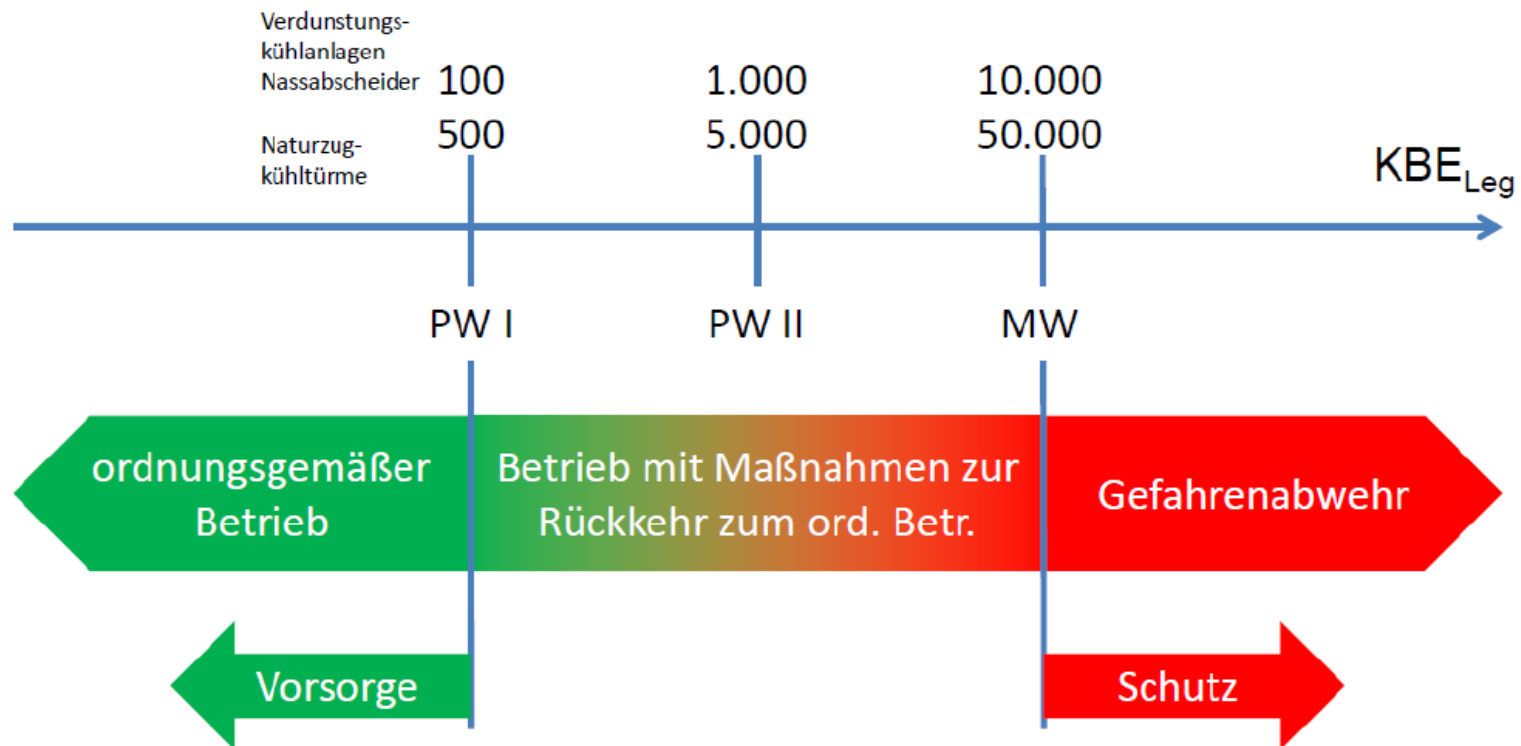 Verdunstungs-
kühlanlagen
Nassabscheider 100 1.000 10.000
Naturzug-
kühltürme 500 5.000 50.000
KBELeg
PW I PW II MW
ordnungsgemäßer
Betrieb
Betrieb mit Maßnahmen zur
Rückkehr zum ord. Betr.
Gefahrenabwehr
Vorsorge
Schutz